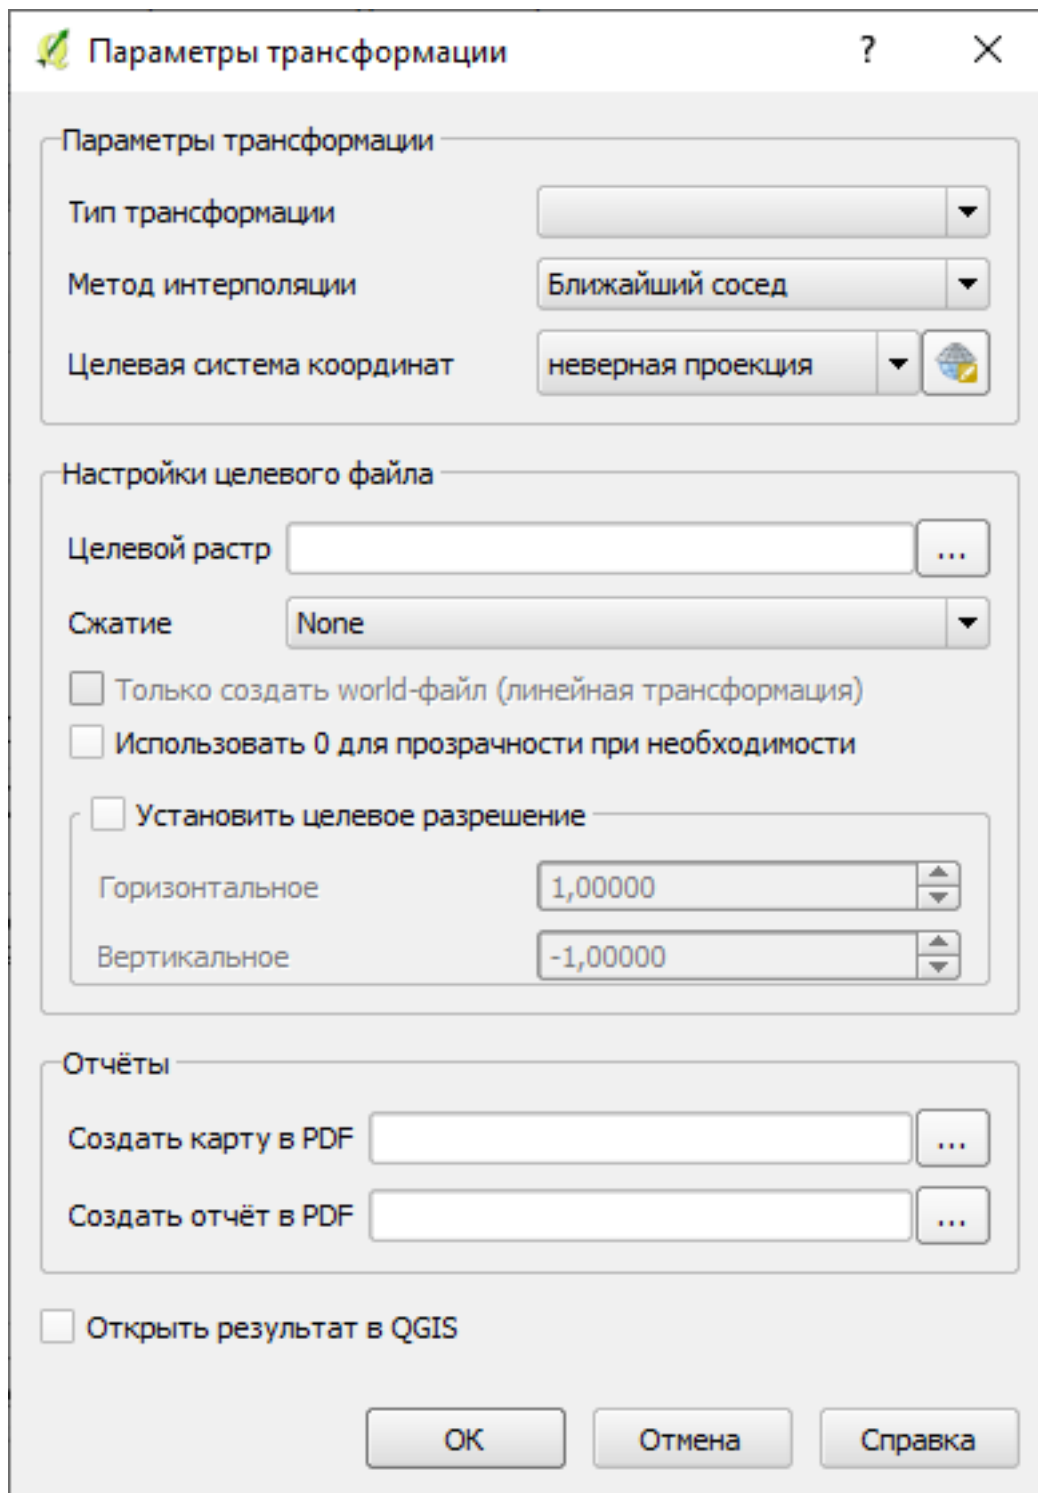 Параметры трансформации ?
Параметры трансформации
Тип трансформации
Метод интерполяции Ближайший сосед
Целевая система координат неверная проекция
Настройки целевого файла
Целевой растр ...
Сжатие None
Только создать world-файл (линейная трансформация)
Использовать 0 для прозрачности при необходимости
Установить целевое разрешение
Горизонтальное 1,00000
Вертикальное -1,00000
Отчёты
Создать карту в PDF ...
Создать отчёт в PDF ...
Открыть результат в QGIS
OK Отмена Справка